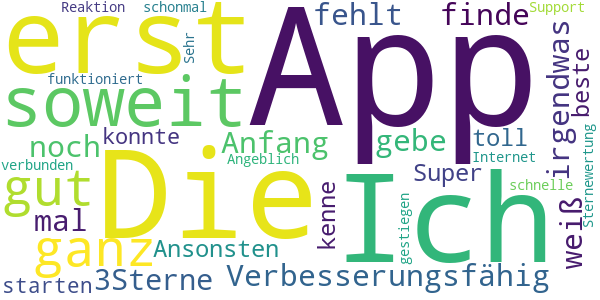 erst
App
Reaktion
schonmal
Sehr
fehlt
finde
Support
funktioniert
soweit
irgendwas
beste
noch
konnte
Anfang
gebe
toll
verbunden
Die
Angeblich
Ich
Internet
gut
Super
schnelle
Sternewertung
mal
kenne
gestiegen
weiß
ganz
Ansonsten
starten
3Sterne
Verbesserungsfähig